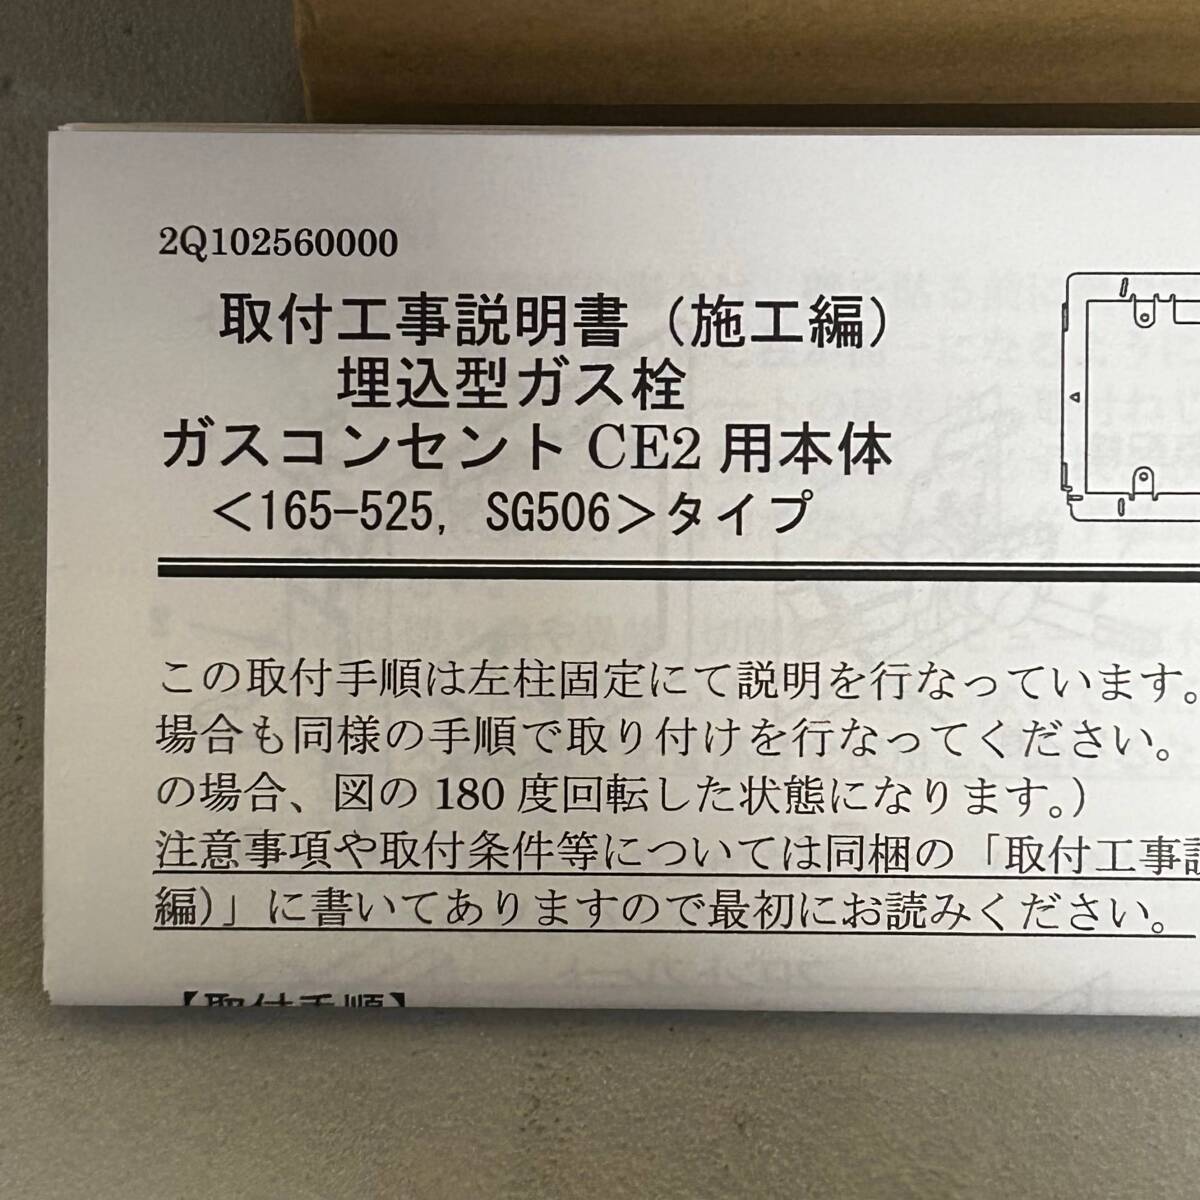 2Q102560000
取付工事説明書（施工編）
埋込型ガス栓
ガスコンセント CE2 用本体
＜165-525, SG506＞タイプ
この取付手順は左柱固定にて説明を行なっています。
場合も同様の手順で取り付けを行なってください。
の場合、図の 180 度回転した状態になります。）
注意事項や取付条件等については同梱の「取付工事説
編）」に書いてありますので最初にお読みください。
【取付手順】